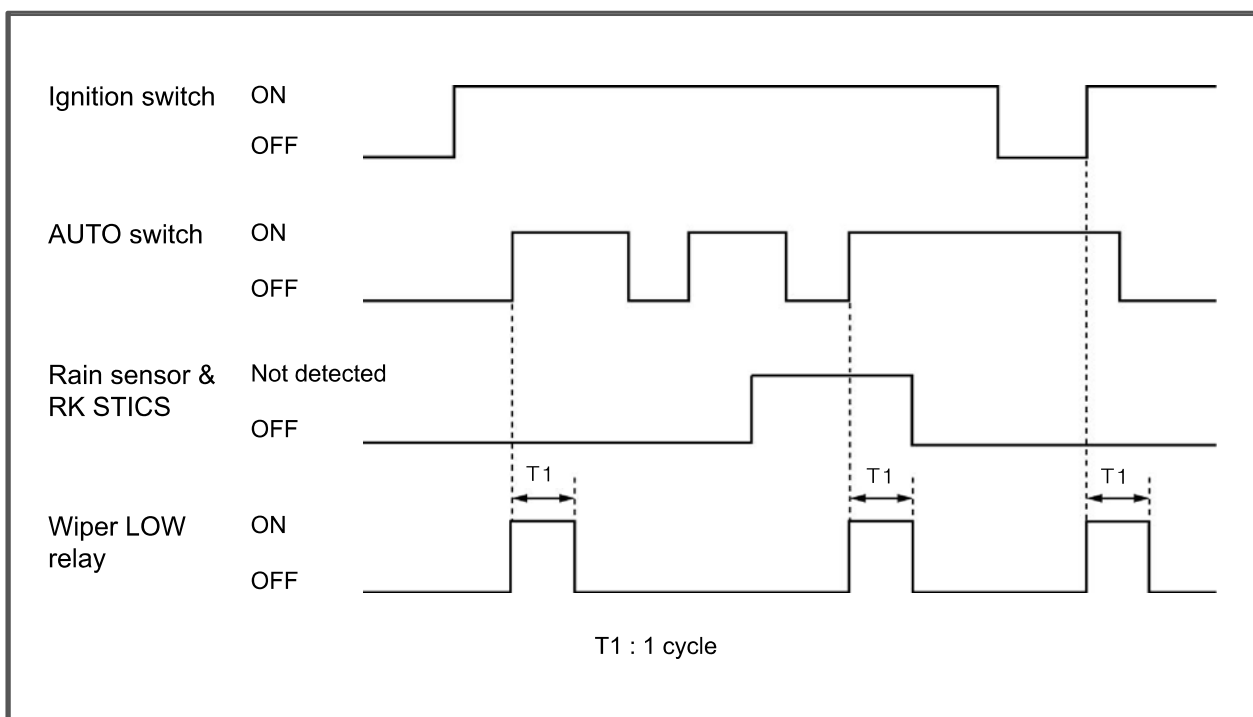 Ignition switch
ON
OFF
AUTO switch
ON
OFF
Rain sensor &
RK STICS
Not detected
OFF
T1
T1
T1
Wiper LOW
relay
ON
OFF
T1 : 1 cycle